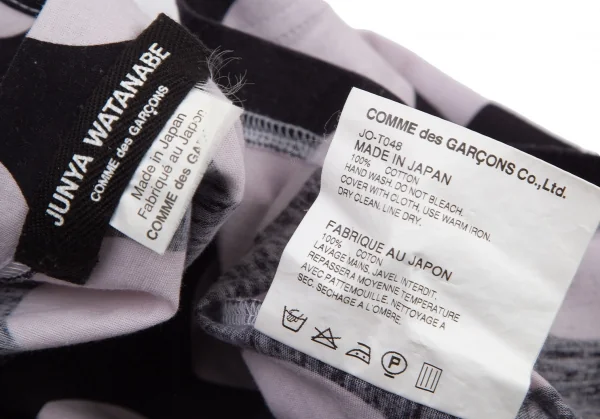 JUNYA WATANABE
COMME des GARÇONS
Made in Japan
Fabriqué au Japon
COMME des GARÇONS
COMME des GARÇONS Co.,Ltd.
JO-T048
MADE IN JAPAN
100% COTTON
HAND WASH. DO NOT BLEACH.
COVER WITH CLOTH, USE WARM IRON.
DRY CLEAN. LINE DRY.
FABRIQUE AU JAPON
100% COTON
LAVAGE MAINS, JAVEL INTERDIT.
REPASSER A MOYENNE TEMPERATURE
AVEC PATTEMOUILLE. NETTOYAGE A
SEC, SECHAGE A L'OMBRE.
P